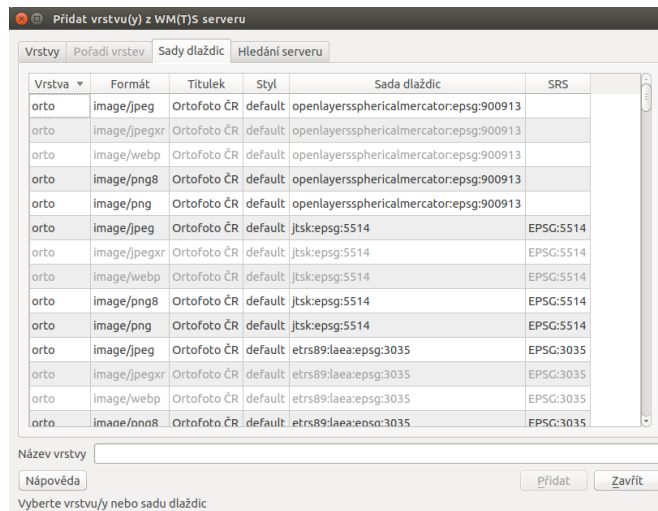 Přidat vrstvu(y) z WM(T)S serveru
Vrstvy Pořadí vrstev Sady dlaždic Hledání serveru
Vrstva Formát Titulek Styl Sada dlaždic SRS
orto image/jpeg Ortofoto ČR default openlayerssphericalmercator:epsg:900913
orto image/jpegxr Ortofoto ČR default openlayerssphericalmercator:epsg:900913
orto image/webp Ortofoto ČR default openlayerssphericalmercator:epsg:900913
orto image/png8 Ortofoto ČR default openlayerssphericalmercator:epsg:900913
orto image/png Ortofoto ČR default openlayerssphericalmercator:epsg:900913
orto image/jpeg Ortofoto ČR default jtsk:epsg:5514 EPSG:5514
orto image/jpegxr Ortofoto ČR default jtsk:epsg:5514 EPSG:5514
orto image/webp Ortofoto ČR default jtsk:epsg:5514 EPSG:5514
orto image/png8 Ortofoto ČR default jtsk:epsg:5514 EPSG:5514
orto image/png Ortofoto ČR default jtsk:epsg:5514 EPSG:5514
orto image/jpeg Ortofoto ČR default etrs89:laea:epsg:3035 EPSG:3035
orto image/jpegxr Ortofoto ČR default etrs89:laea:epsg:3035 EPSG:3035
orto image/webp Ortofoto ČR default etrs89:laea:epsg:3035 EPSG:3035
orto image/png8 Ortofoto ČR default etrs89:laea:epsg:3035 EPSG:3035
Název vrstvy
Nápověda Přidat Zavřít
Vyberte vrstvu/y nebo sadu dlaždic